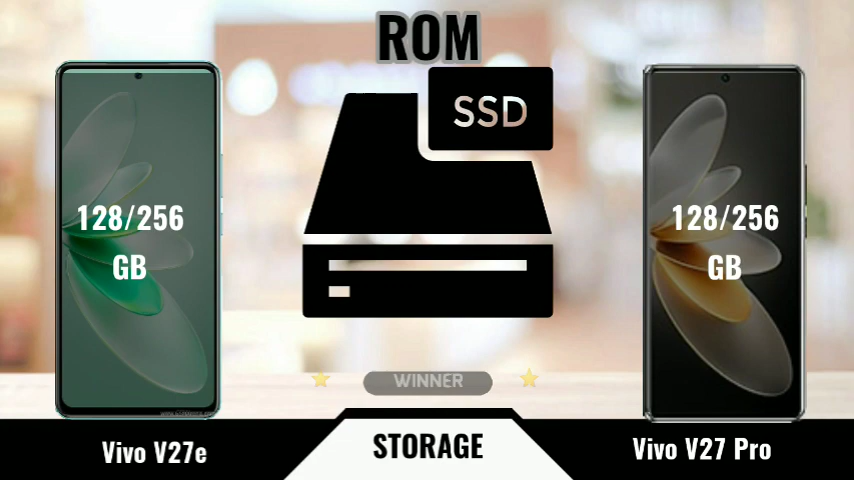 ROM
SSD
128/256
GB
128/256
GB
WINNER
Vivo V27e
STORAGE
Vivo V27 Pro